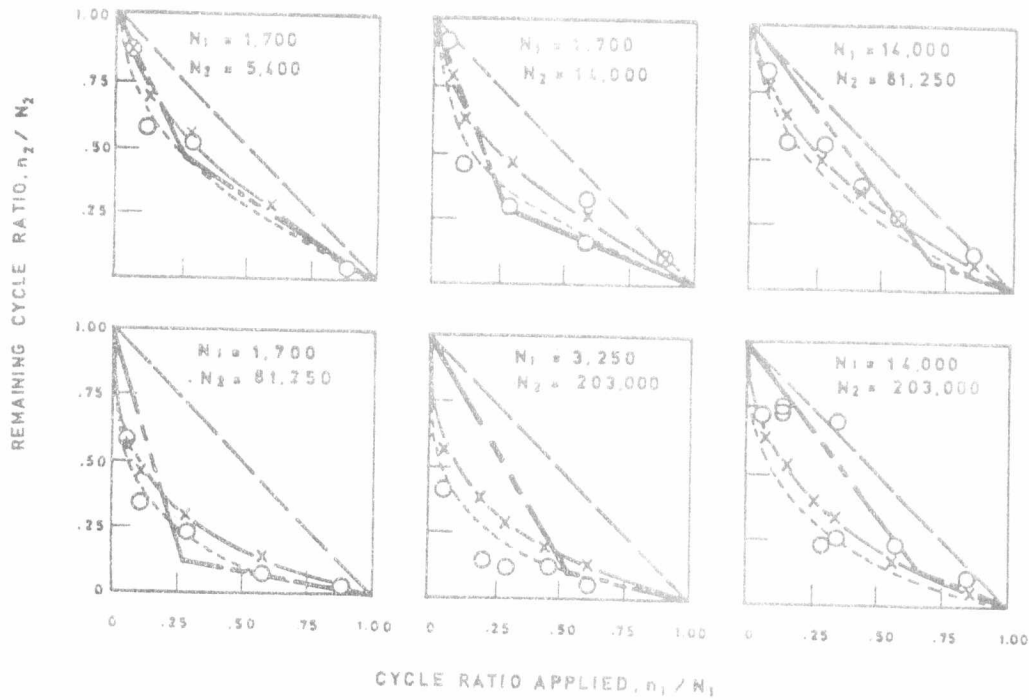 1.00
.75
.50
.25
N1 = 1,700
N2 = 5,400
N1 = 1,700
N2 = 14,000
N1 = 14,000
N2 = 81,250
REMAINING CYCLE RATIO, n2 / N2
1.00
.75
.50
.25
0
N1 = 1,700
N2 = 81,250
N1 = 3,250
N2 = 203,000
N1 = 14,000
N2 = 203,000
0 .25 .50 .75 1.00
0 .25 .50 .75 1.00
0 .25 .50 .75 1.00
CYCLE RATIO APPLIED, n1 / N1